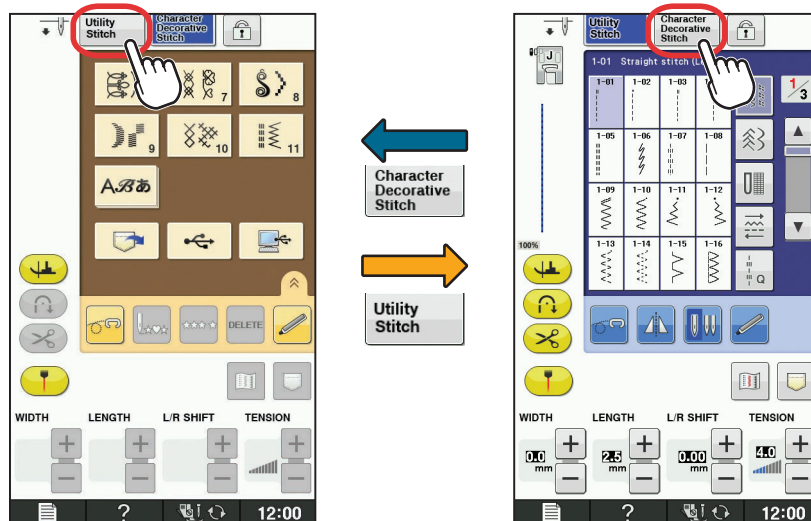 Utility
Stitch
Character
Decorative
Stitch
7
8
9
10
11
Aℬあ
DELETE
WIDTH
LENGTH
L/R SHIFT
TENSION
?
12:00
Character
Decorative
Stitch
Utility
Stitch
Utility
Stitch
Character
Decorative
Stitch
J
1-01 Straight stitch (L
1/3
1-01
1-02
1-03
1-05
1-06
1-07
1-08
1-09
1-10
1-11
1-12
1-13
1-14
1-15
1-16
Q
100%
WIDTH
LENGTH
L/R SHIFT
TENSION
0.0
mm
2.5
mm
0.00
mm
4.0
?
12:00